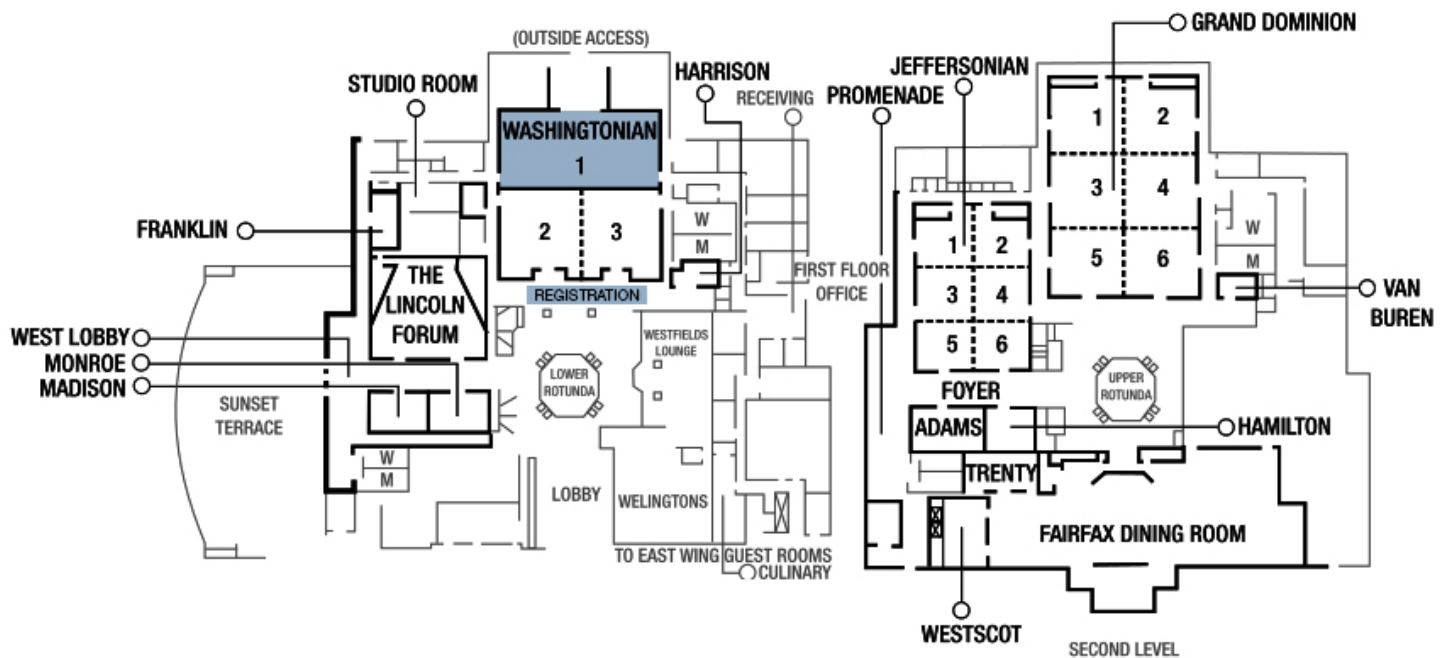 (OUTSIDE ACCESS)
STUDIO ROOM
HARRISON
RECEIVING
WASHINGTONIAN
1
2
3
W
M
FRANKLIN
REGISTRATION
FIRST FLOOR
OFFICE
THE
LINCOLN
FORUM
WEST LOBBY
MONROE
MADISON
WESTFIELDS
LOUNGE
LOWER
ROTUNDA
SUNSET
TERRACE
W
M
LOBBY
WELINGTONS
TO EAST WING GUEST ROOMS
CULINARY
GRAND DOMINION
JEFFERSONIAN
PROMENADE
1
2
3
4
5
6
W
M
VAN
BUREN
1
2
3
4
5
6
FOYER
UPPER
ROTUNDA
ADAMS
HAMILTON
TRENTY
FAIRFAX DINING ROOM
WESTSCOT
SECOND LEVEL